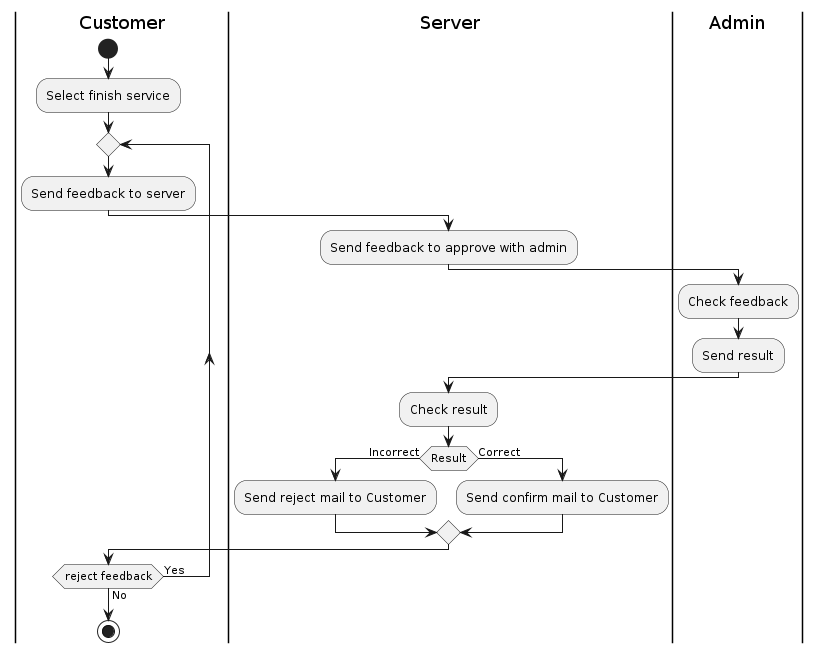 Customer
Server
Admin
Select finish service
Send feedback to server
Send feedback to approve with admin
Check feedback
Send result
Check result
Incorrect
Result
Correct
Send reject mail to Customer
Send confirm mail to Customer
reject feedback
Yes
No